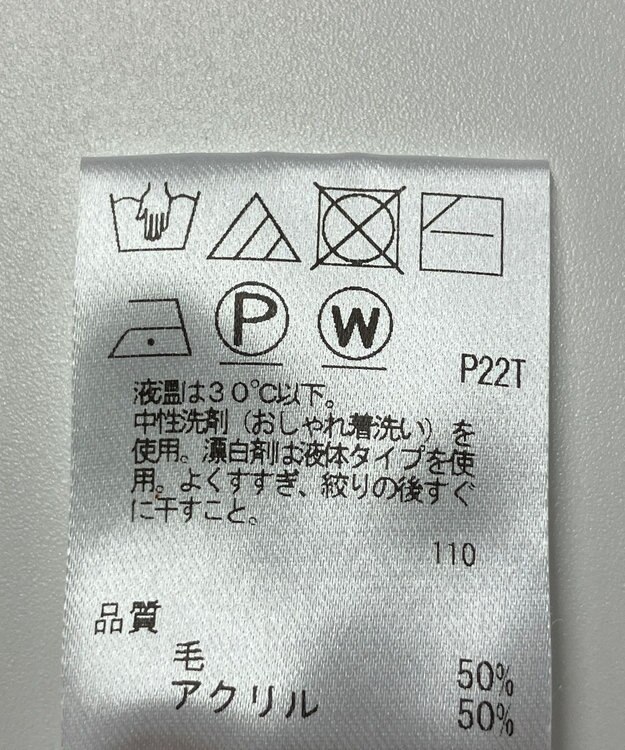 P W
P22T
液温は30℃以下。
中性洗剤（おしゃれ着洗い）を
使用。漂白剤は液体タイプを使
用。よくすすぎ、絞りの後すぐ
に干すこと。
110
品質
毛 50%
アクリル 50%